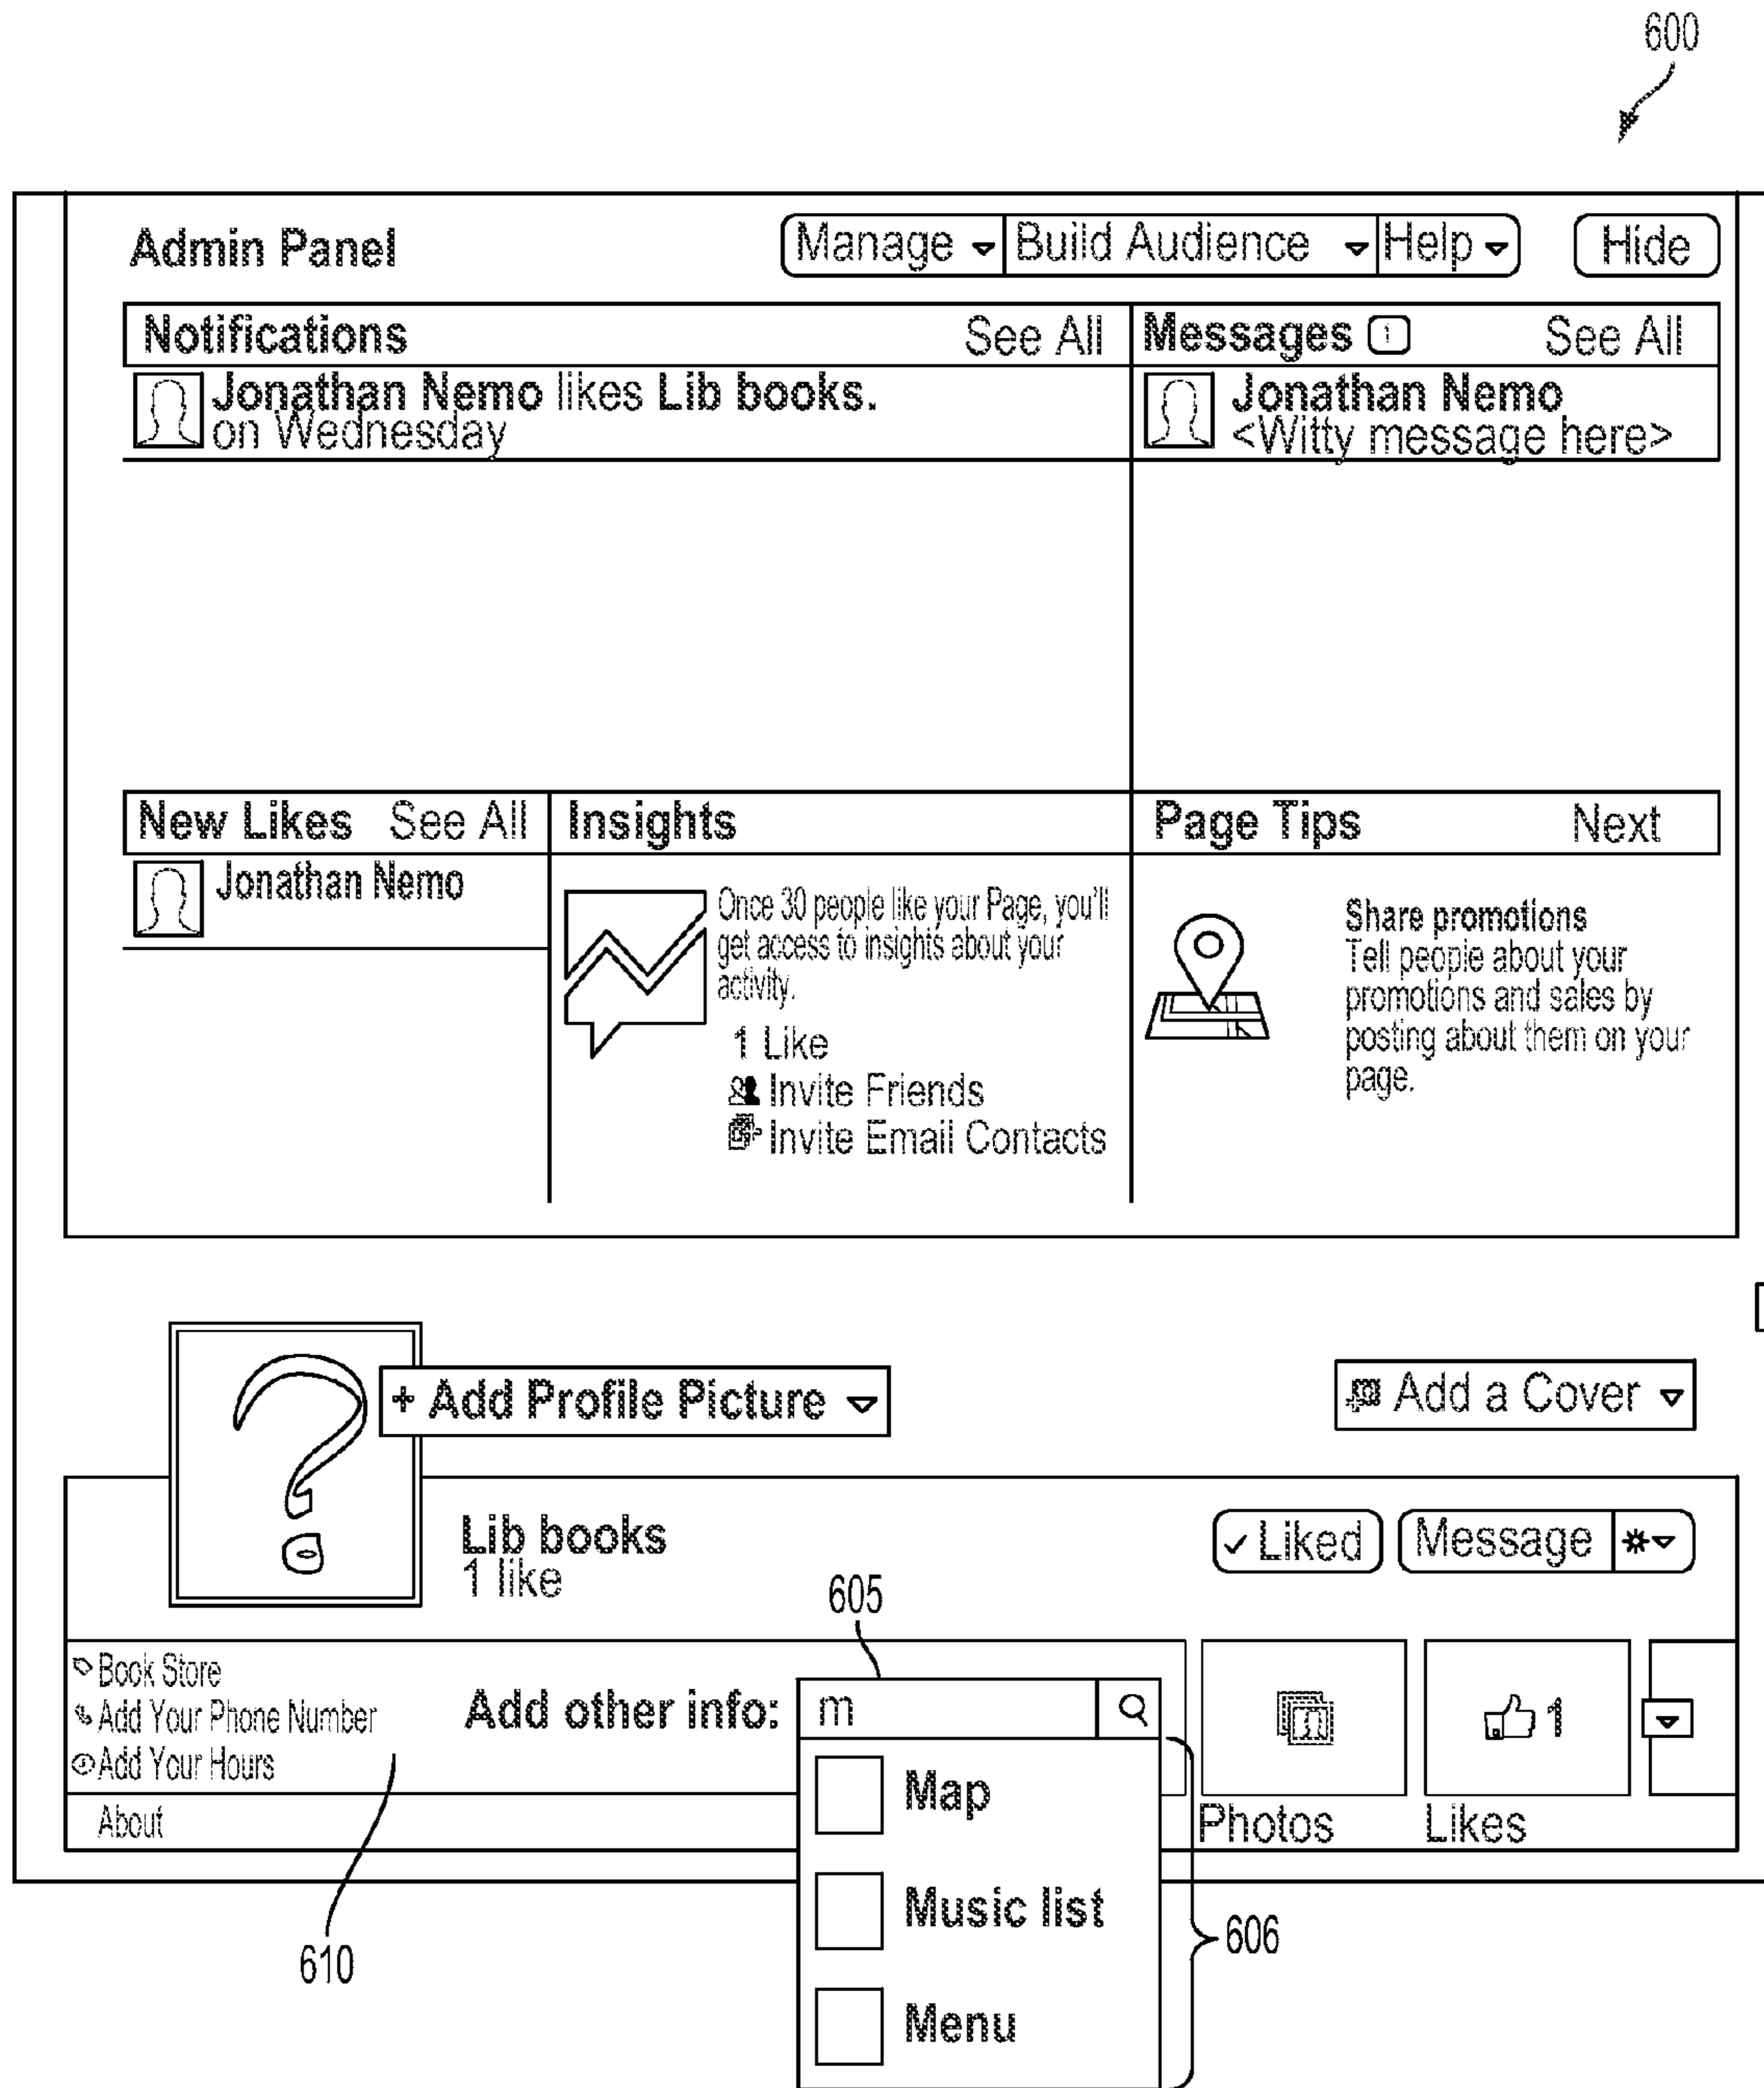 600
Admin Panel
Manage Build Audience Help Hide
Notifications See All
Messages 1 See All
Jonathan Nemo likes Lib books.
on Wednesday
Jonathan Nemo
<Witty message here>
New Likes See All
Insights
Page Tips Next
Jonathan Nemo
Once 30 people like your Page, you'll
get access to insights about your
activity.
1 Like
Invite Friends
Invite Email Contacts
Share promotions
Tell people about your
promotions and sales by
posting about them on your
page.
+ Add Profile Picture
Add a Cover
Lib books
1 like
Liked Message
605
Book Store
Add Your Phone Number
Add Your Hours
About
Add other info: m
Map
Music list
Menu
1
Photos
Likes
610
606